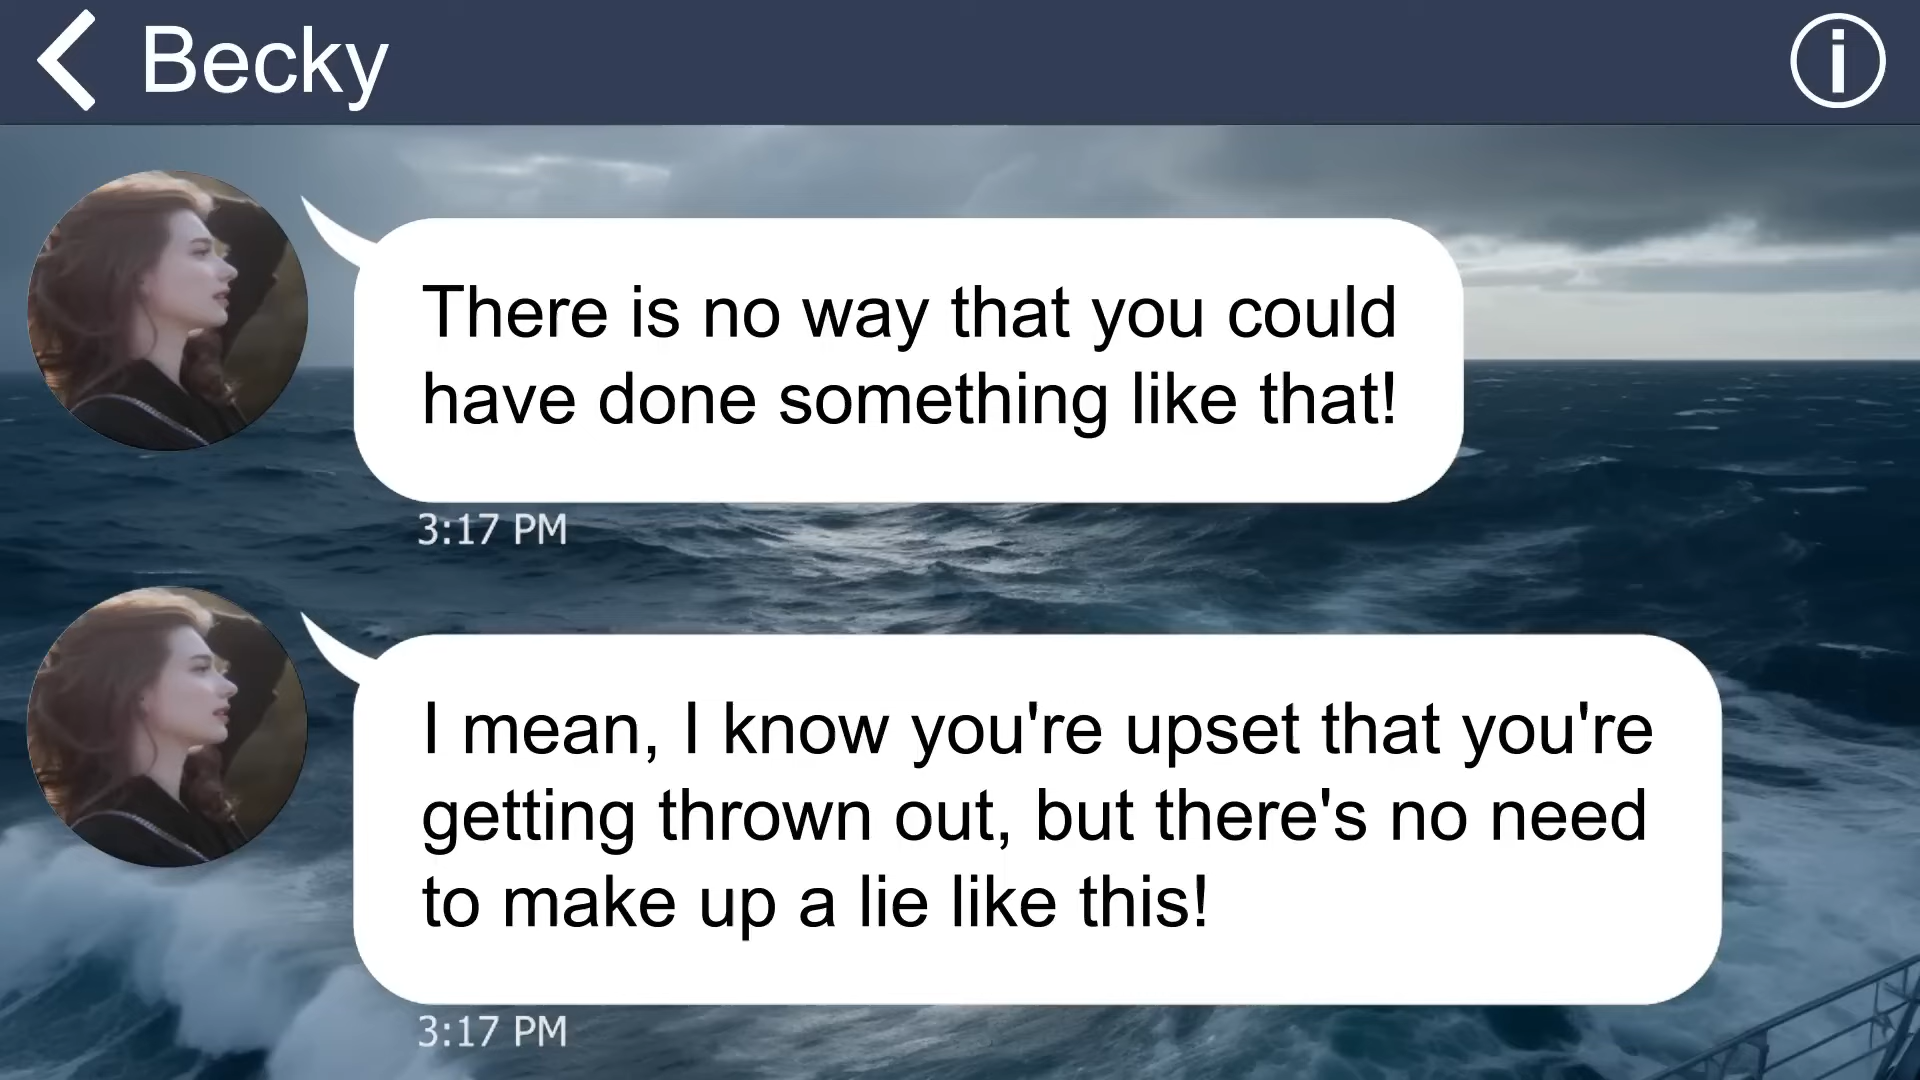 Becky
There is no way that you could
have done something like that!
3:17 PM
I mean, I know you're upset that you're
getting thrown out, but there's no need
to make up a lie like this!
3:17 PM